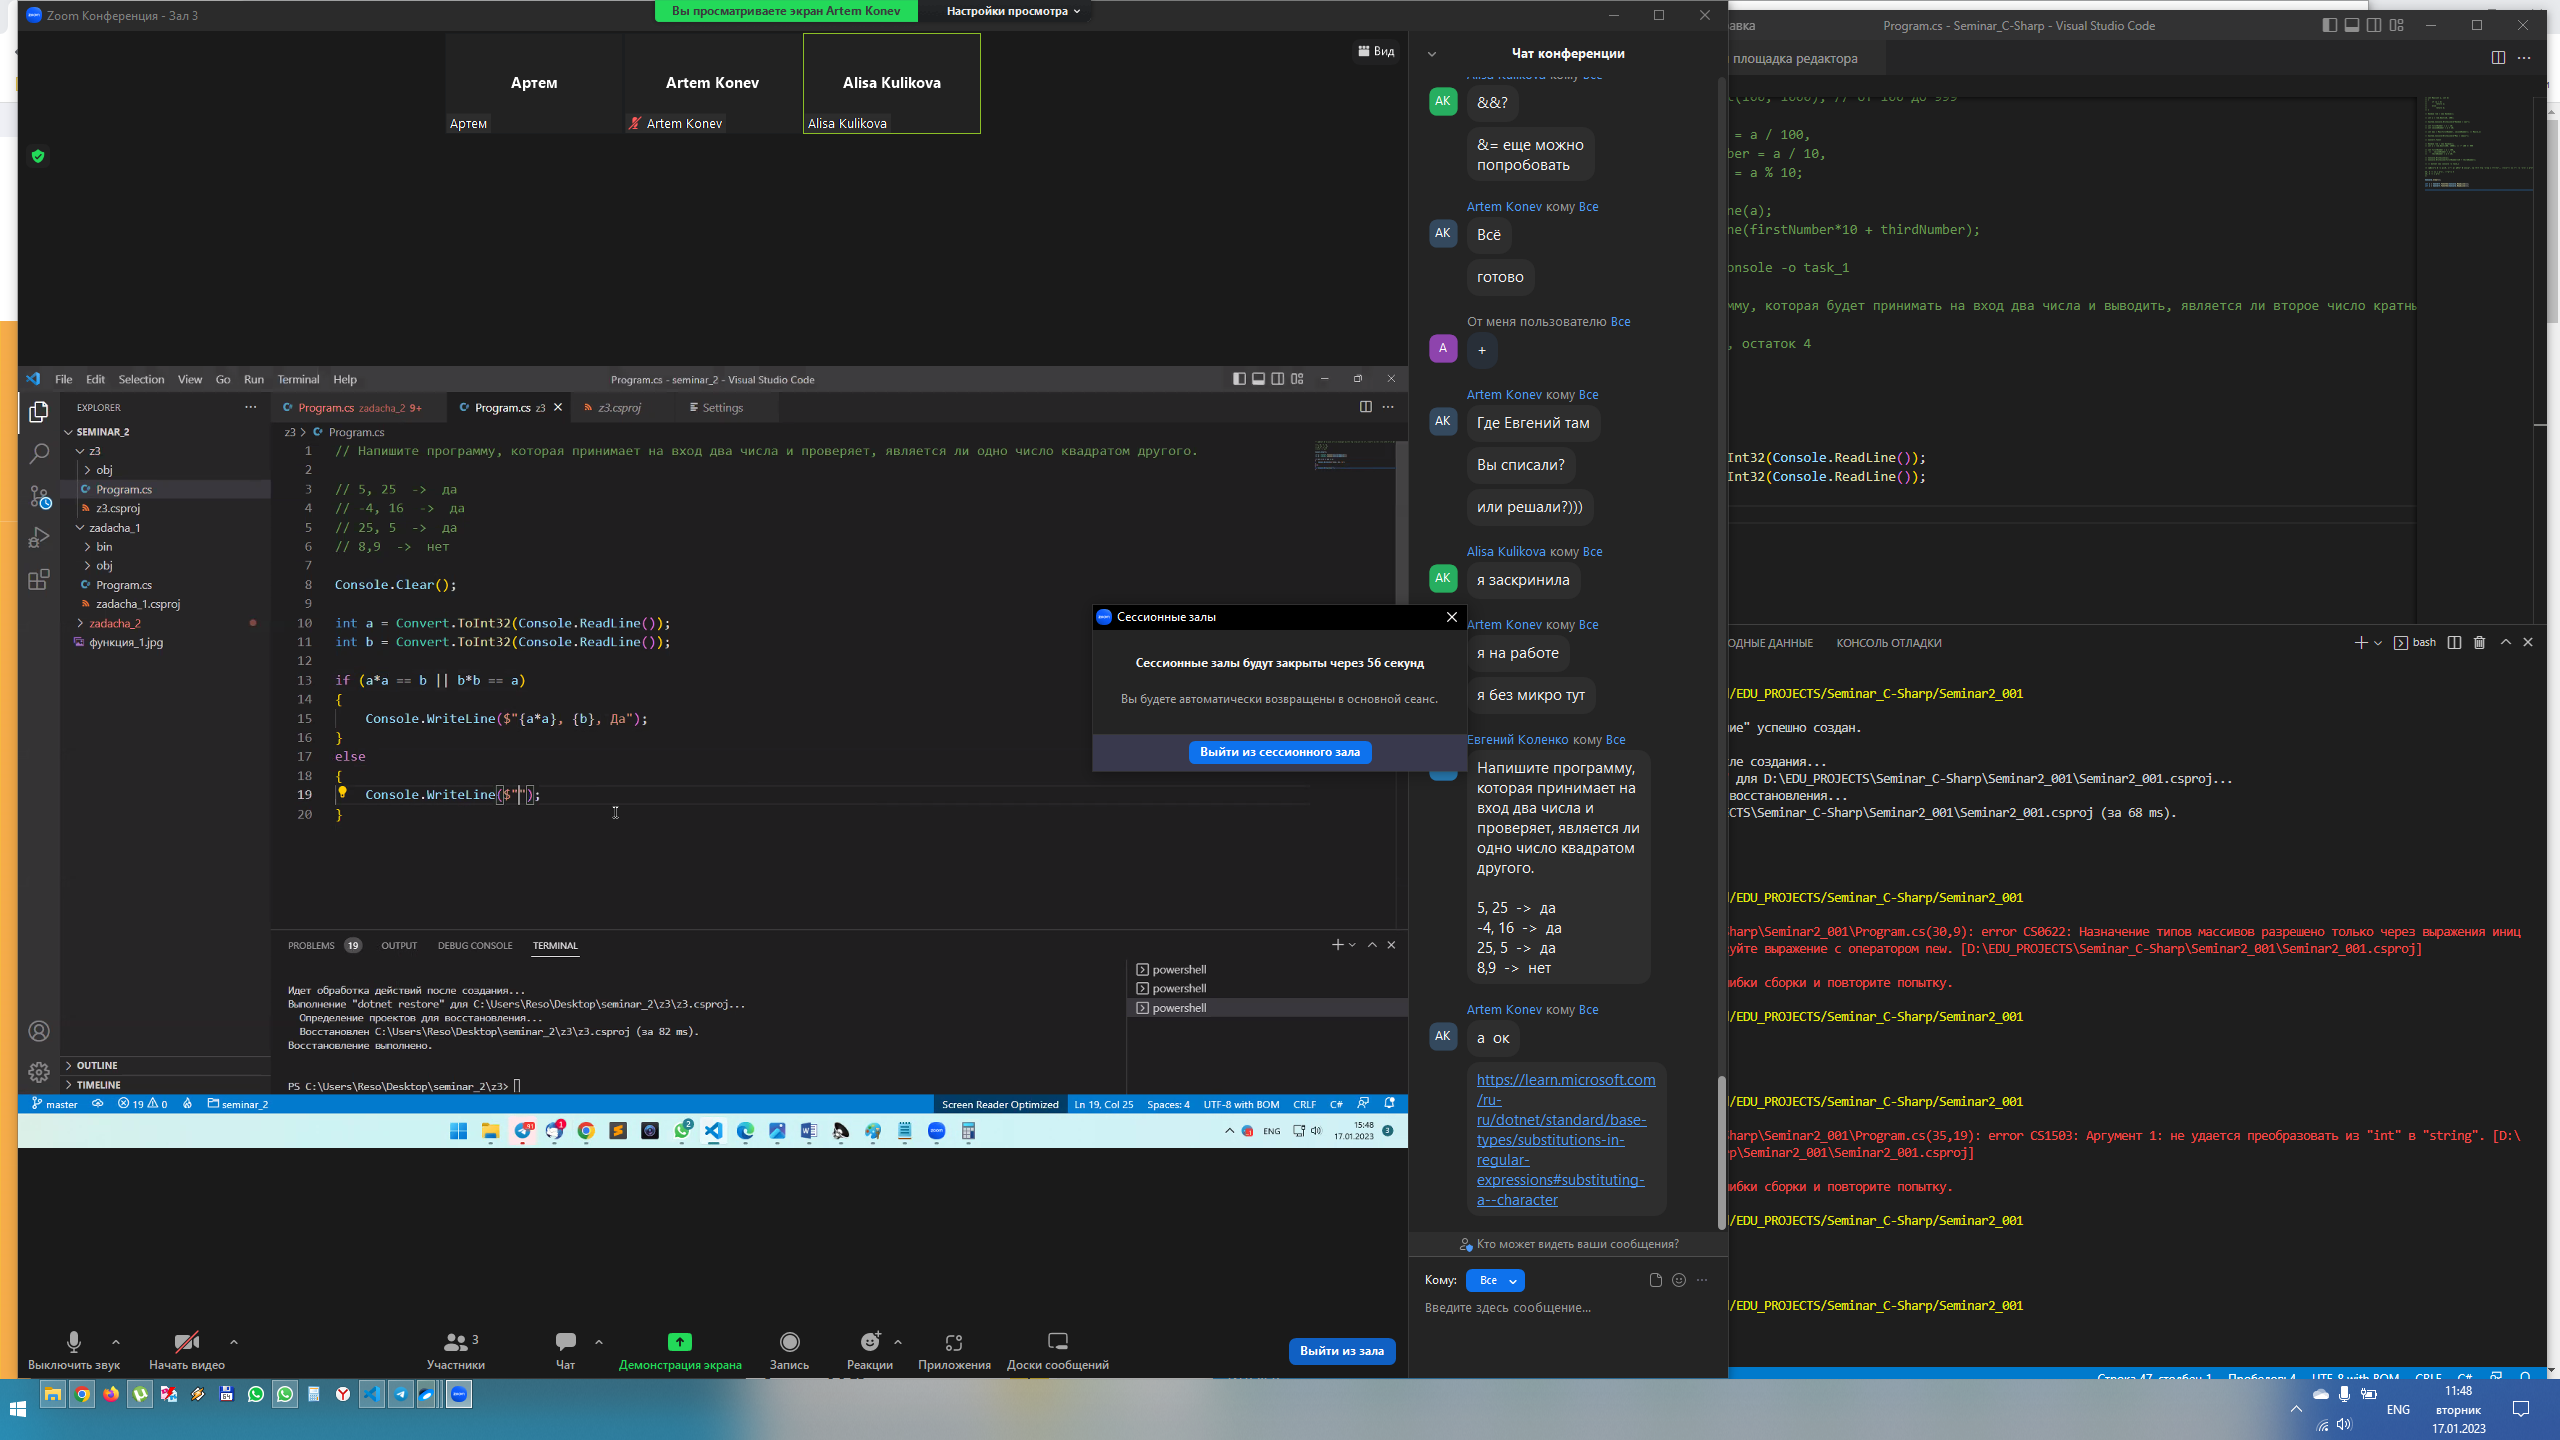 Zoom Конференция - Зал 3
Вы просматриваете экран Artem Konev
Настройки просмотра
Вид
Артем
Artem Konev
Alisa Kulikova
Артем
Artem Konev
Alisa Kulikova
File Edit Selection View Go Run Terminal Help
Program.cs - seminar_2 - Visual Studio Code
EXPLORER
SEMINAR_2
z3
obj
Program.cs
z3.csproj
zadacha_1
bin
obj
Program.cs
zadacha_1.csproj
zadacha_2
функция_1.jpg
OUTLINE
TIMELINE
Program.cs zadacha_2 9+
Program.cs z3
z3.csproj
Settings
z3 > Program.cs
1 // Напишите программу, которая принимает на вход два числа и проверяет, является ли одно число квадратом другого.
2
3 // 5, 25 -> да
4 // -4, 16 -> да
5 // 25, 5 -> да
6 // 8,9 -> нет
7
8 Console.Clear();
9
10 int a = Convert.ToInt32(Console.ReadLine());
11 int b = Convert.ToInt32(Console.ReadLine());
12
13 if (a*a == b || b*b == a)
14 {
15 Console.WriteLine($"{a*a}, {b}, Да");
16 }
17 else
18 {
19 Console.WriteLine($"");
20 }
PROBLEMS 19 OUTPUT DEBUG CONSOLE TERMINAL
Идет обработка действий после создания...
Выполнение "dotnet restore" для C:\Users\Reso\Desktop\seminar_2\z3\z3.csproj...
Определение проектов для восстановления...
Восстановлен C:\Users\Reso\Desktop\seminar_2\z3\z3.csproj (за 82 ms).
Восстановление выполнено.
PS C:\Users\Reso\Desktop\seminar_2\z3>
powershell
powershell
powershell
master 19 0 seminar_2
Screen Reader Optimized Ln 19, Col 25 Spaces: 4 UTF-8 with BOM CRLF C#
ENG
15:48
17.01.2023
Сессионные залы
Сессионные залы будут закрыты через 56 секунд
Вы будете автоматически возвращены в основной сеанс.
Выйти из сессионного зала
Выключить звук
Начать видео
3
Участники
Чат
Демонстрация экрана
Запись
Реакции
Приложения
Доски сообщений
Выйти из зала
Чат конференции
Alisa Kulikova кому Все
AK
&&?
&= еще можно
попробовать
Artem Konev кому Все
AK
Всё
готово
От меня пользователю Все
A
+
Artem Konev кому Все
AK
Где Евгений там
Вы списали?
или решали?)))
Alisa Kulikova кому Все
AK
я заскринила
Artem Konev кому Все
я на работе
я без микро тут
Евгений Коленко кому Все
Напишите программу,
которая принимает на
вход два числа и
проверяет, является ли
одно число квадратом
другого.
5, 25 -> да
-4, 16 -> да
25, 5 -> да
8,9 -> нет
Artem Konev кому Все
AK
а ок
https://learn.microsoft.com
/ru-
ru/dotnet/standard/base-
types/substitutions-in-
regular-
expressions#substituting-
a--character
Кто может видеть ваши сообщения?
Кому: Все
Введите здесь сообщение...
авка
Program.cs - Seminar_C-Sharp - Visual Studio Code
площадка редактора
t(100, 1000); // от 100 до 999
= a / 100,
ber = a / 10,
= a % 10;
ne(a);
ne(firstNumber*10 + thirdNumber);
onsole -o task_1
мму, которая будет принимать на вход два числа и выводить, является ли второе число кратны
, остаток 4
Int32(Console.ReadLine());
Int32(Console.ReadLine());
ОДНЫЕ ДАННЫЕ КОНСОЛЬ ОТЛАДКИ
bash
/EDU_PROJECTS/Seminar_C-Sharp/Seminar2_001
ие" успешно создан.
ле создания...
для D:\EDU_PROJECTS\Seminar_C-Sharp\Seminar2_001\Seminar2_001.csproj...
восстановления...
CTS\Seminar_C-Sharp\Seminar2_001\Seminar2_001.csproj (за 68 ms).
/EDU_PROJECTS/Seminar_C-Sharp/Seminar2_001
harp\Seminar2_001\Program.cs(30,9): error CS0622: Назначение типов массивов разрешено только через выражения иниц
уйте выражение с оператором new. [D:\EDU_PROJECTS\Seminar_C-Sharp\Seminar2_001\Seminar2_001.csproj]
ибки сборки и повторите попытку.
/EDU_PROJECTS/Seminar_C-Sharp/Seminar2_001
/EDU_PROJECTS/Seminar_C-Sharp/Seminar2_001
harp\Seminar2_001\Program.cs(35,19): error CS1503: Аргумент 1: не удается преобразовать из "int" в "string". [D:\
rp\Seminar2_001\Seminar2_001.csproj]
ибки сборки и повторите попытку.
/EDU_PROJECTS/Seminar_C-Sharp/Seminar2_001
/EDU_PROJECTS/Seminar_C-Sharp/Seminar2_001
Строка 47, столбец 1 Пробелов: 4 UTF-8 with BOM CRLF C#
ENG
11:48
вторник
17.01.2023